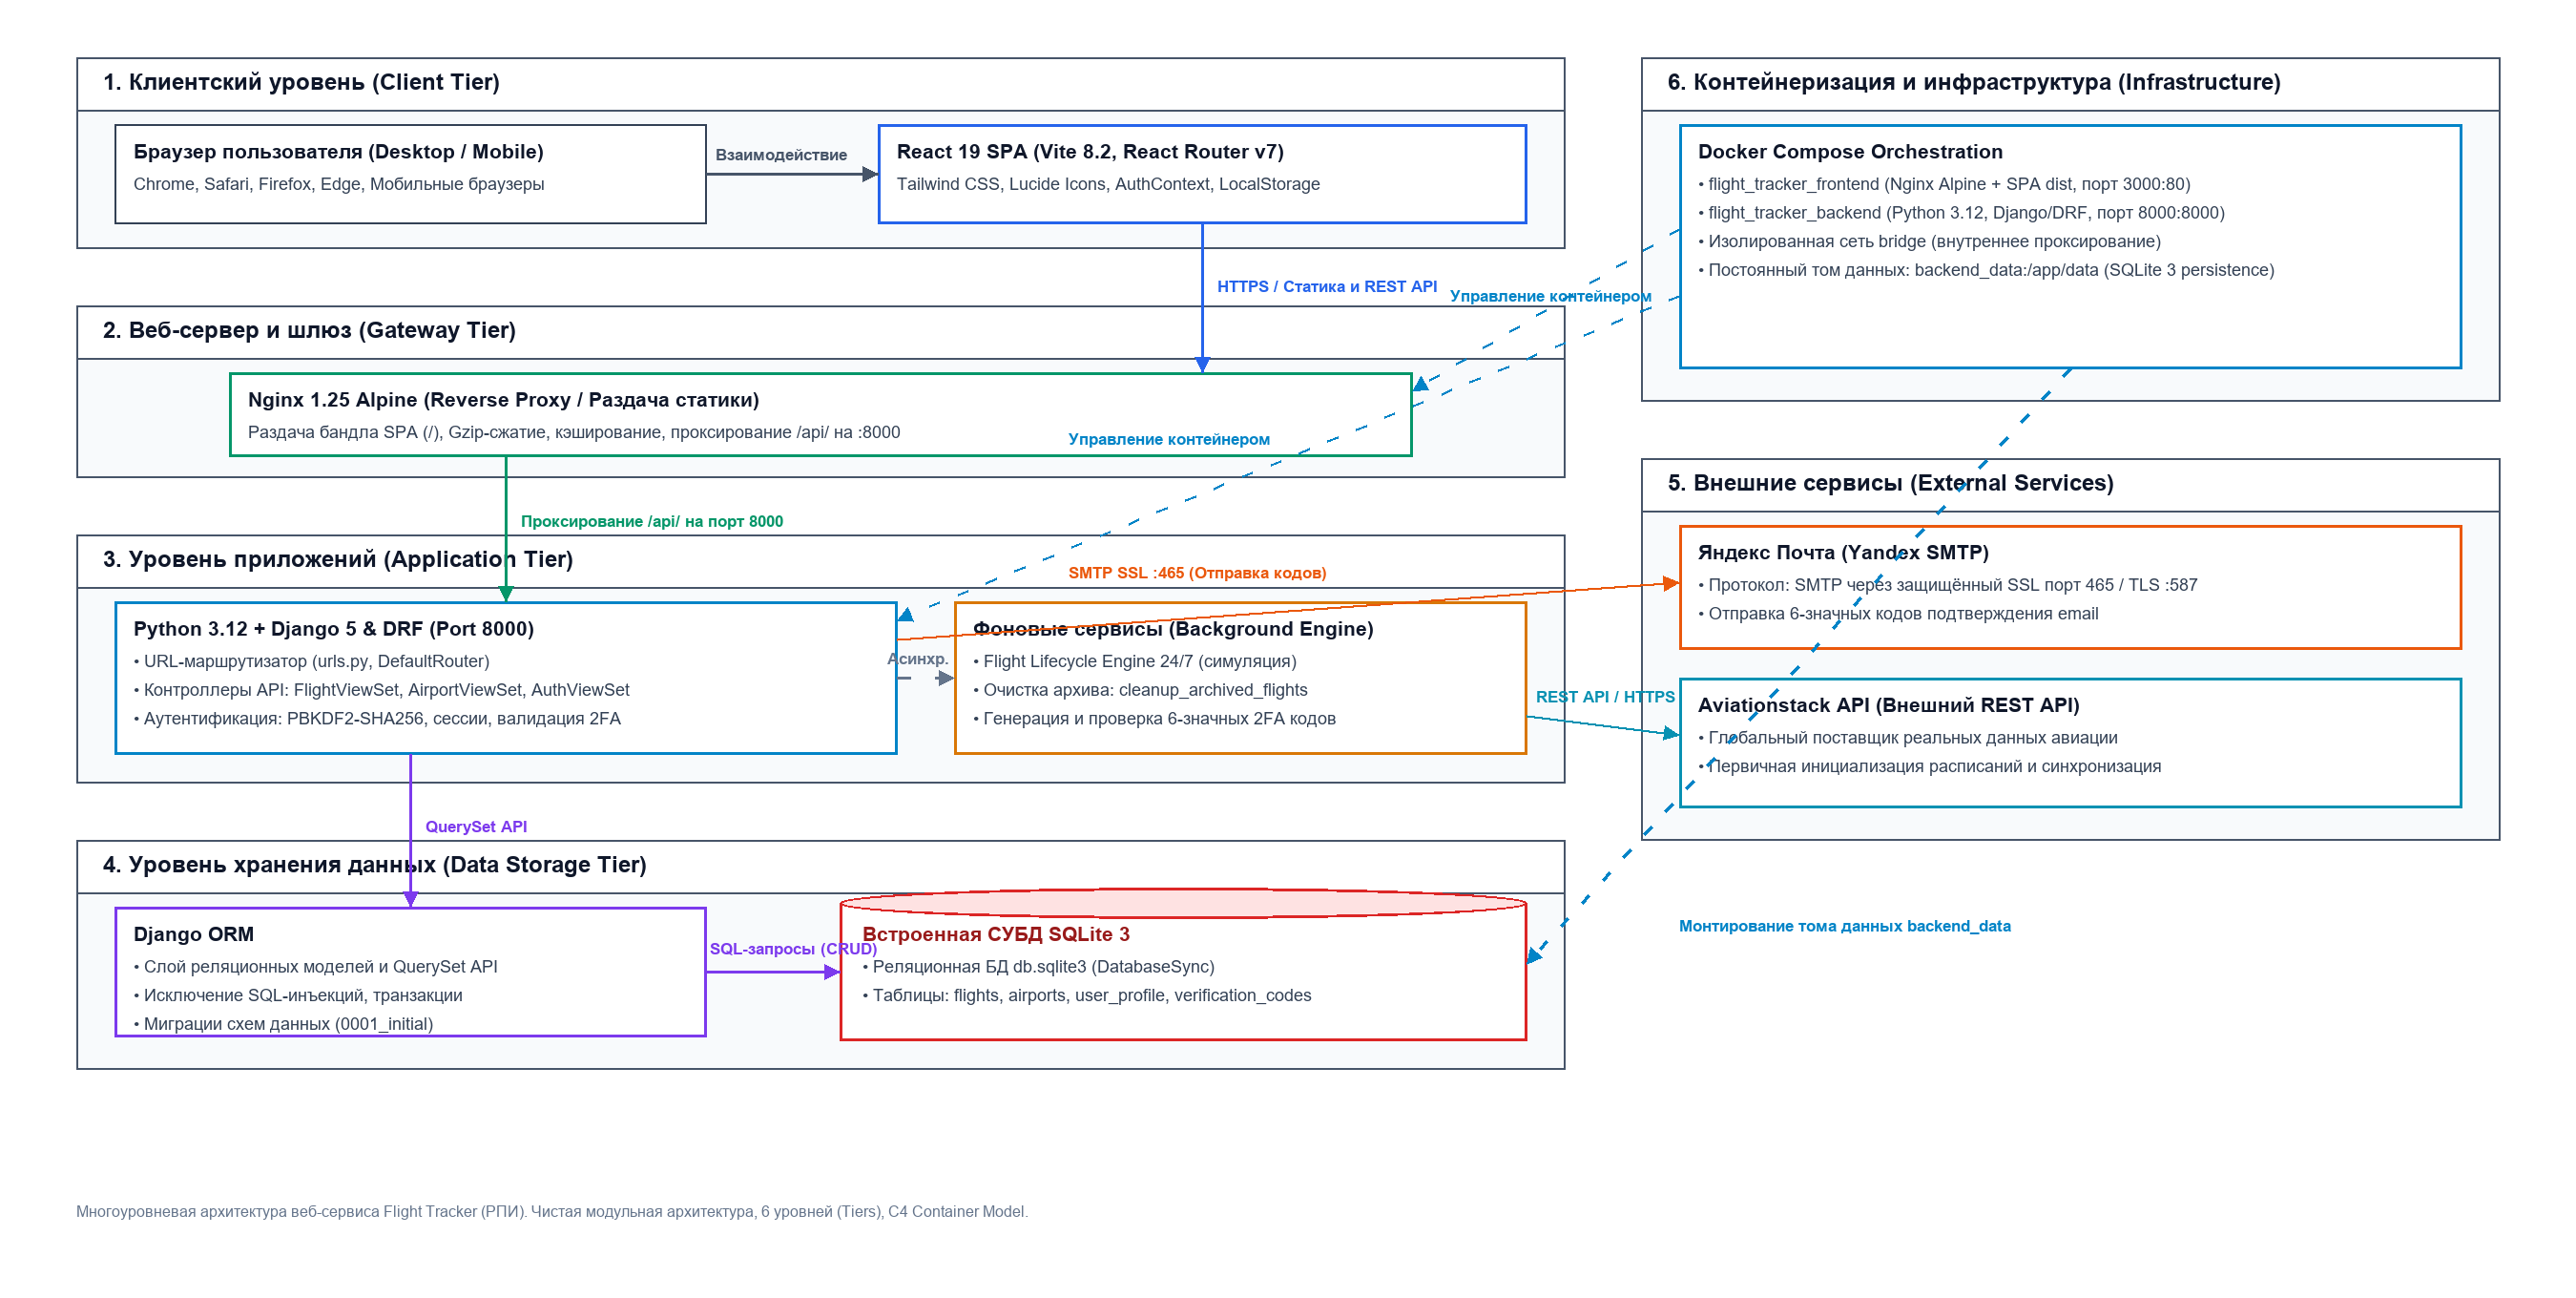 1. Клиентский уровень (Client Tier)
Браузер пользователя (Desktop / Mobile)
Chrome, Safari, Firefox, Edge, Мобильные браузеры
Взаимодействие
React 19 SPA (Vite 8.2, React Router v7)
Tailwind CSS, Lucide Icons, AuthContext, LocalStorage
HTTPS / Статика и REST API
Управление контейнером
2. Веб-сервер и шлюз (Gateway Tier)
Nginx 1.25 Alpine (Reverse Proxy / Раздача статики)
Раздача бандла SPA (/), Gzip-сжатие, кэширование, проксирование /api/ на :8000
Управление контейнером
Проксирование /api/ на порт 8000
3. Уровень приложений (Application Tier)
SMTP SSL :465 (Отправка кодов)
Python 3.12 + Django 5 & DRF (Port 8000)
• URL-маршрутизатор (urls.py, DefaultRouter)
• Контроллеры API: FlightViewSet, AirportViewSet, AuthViewSet
• Аутентификация: PBKDF2-SHA256, сессии, валидация 2FA
Асинхр.
Фоновые сервисы (Background Engine)
• Flight Lifecycle Engine 24/7 (симуляция)
• Очистка архива: cleanup_archived_flights
• Генерация и проверка 6-значных 2FA кодов
REST API / HTTPS
QuerySet API
4. Уровень хранения данных (Data Storage Tier)
Django ORM
• Слой реляционных моделей и QuerySet API
• Исключение SQL-инъекций, транзакции
• Миграции схем данных (0001_initial)
SQL-запросы (CRUD)
Встроенная СУБД SQLite 3
• Реляционная БД db.sqlite3 (DatabaseSync)
• Таблицы: flights, airports, user_profile, verification_codes
6. Контейнеризация и инфраструктура (Infrastructure)
Docker Compose Orchestration
• flight_tracker_frontend (Nginx Alpine + SPA dist, порт 3000:80)
• flight_tracker_backend (Python 3.12, Django/DRF, порт 8000:8000)
• Изолированная сеть bridge (внутреннее проксирование)
• Постоянный том данных: backend_data:/app/data (SQLite 3 persistence)
5. Внешние сервисы (External Services)
Яндекс Почта (Yandex SMTP)
• Протокол: SMTP через защищённый SSL порт 465 / TLS :587
• Отправка 6-значных кодов подтверждения email
Aviationstack API (Внешний REST API)
• Глобальный поставщик реальных данных авиации
• Первичная инициализация расписаний и синхронизация
Монтирование тома данных backend_data
Многоуровневая архитектура веб-сервиса Flight Tracker (РПИ). Чистая модульная архитектура, 6 уровней (Tiers), C4 Container Model.